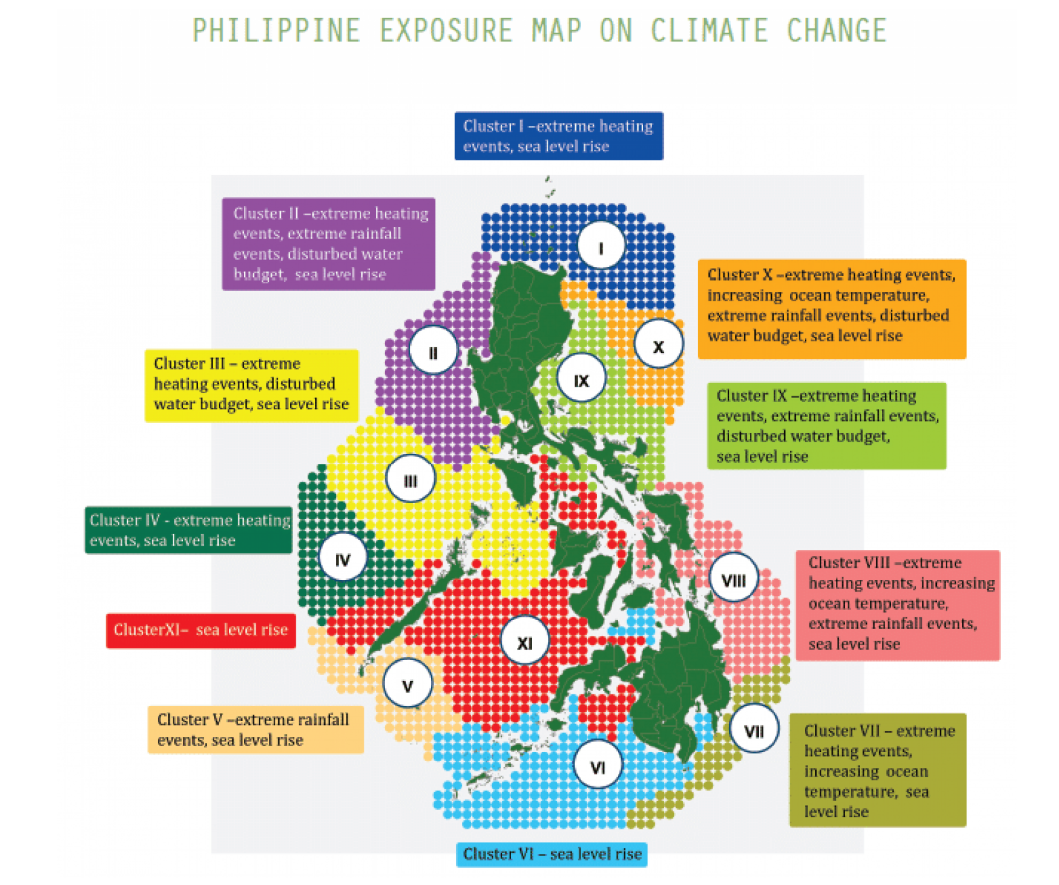 PHILIPPINE EXPOSURE MAP ON CLIMATE CHANGE
Cluster I –extreme heating
events, sea level rise
Cluster II –extreme heating
events, extreme rainfall
events, disturbed water
budget, sea level rise
Cluster X –extreme heating events,
increasing ocean temperature,
extreme rainfall events, disturbed
water budget, sea level rise
Cluster III – extreme
heating events, disturbed
water budget, sea level rise
Cluster IX –extreme heating
events, extreme rainfall events,
disturbed water budget,
sea level rise
Cluster IV - extreme heating
events, sea level rise
Cluster VIII –extreme
heating events, increasing
ocean temperature,
extreme rainfall events,
sea level rise
ClusterXI– sea level rise
Cluster V –extreme rainfall
events, sea level rise
Cluster VII – extreme
heating events,
increasing ocean
temperature, sea
level rise
Cluster VI – sea level rise
I
II
X
IX
III
IV
VIII
XI
V
VII
VI